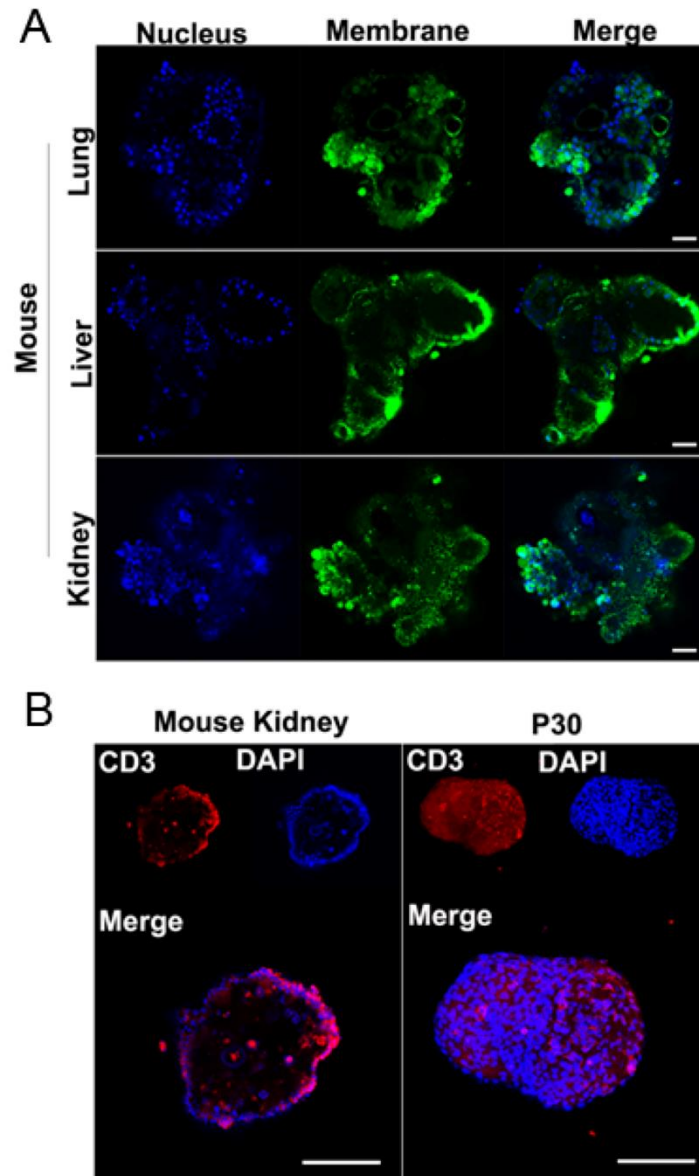 A
Nucleus Membrane Merge
Mouse
Lung
Liver
Kidney
B
Mouse Kidney P30
CD3 DAPI CD3 DAPI
Merge Merge